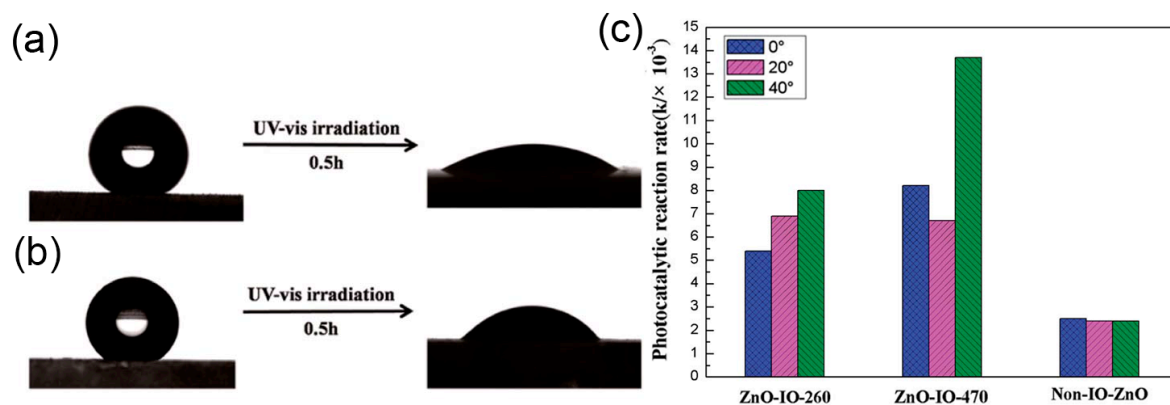 (a)
UV-vis irradiation
0.5h
(b)
UV-vis irradiation
0.5h
(c)
Photocatalytic reaction rate(k/× 10⁻³)
15
14
13
12
11
10
9
8
7
6
5
4
3
2
1
0
0°
20°
40°
ZnO-IO-260
ZnO-IO-470
Non-IO-ZnO